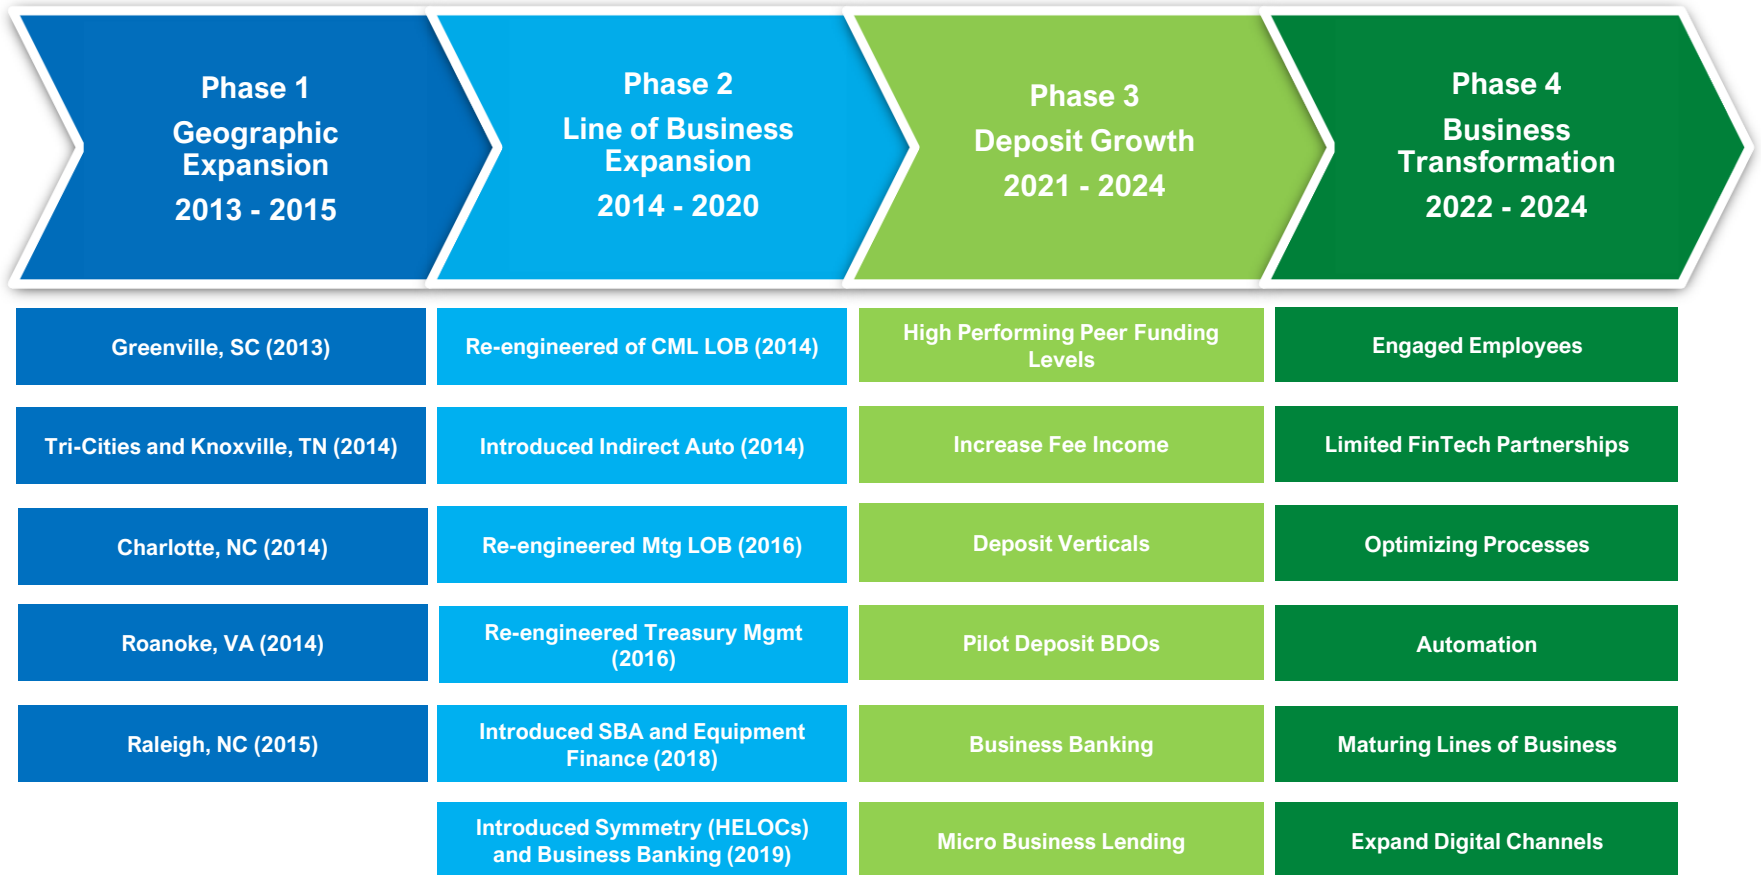 Phase 1
Geographic
Expansion
2013 - 2015
Phase 2
Line of Business
Expansion
2014 - 2020
Phase 3
Deposit Growth
2021 - 2024
Phase 4
Business
Transformation
2022 - 2024
Greenville, SC (2013)
Tri-Cities and Knoxville, TN (2014)
Charlotte, NC (2014)
Roanoke, VA (2014)
Raleigh, NC (2015)
Re-engineered of CML LOB (2014)
Introduced Indirect Auto (2014)
Re-engineered Mtg LOB (2016)
Re-engineered Treasury Mgmt
(2016)
Introduced SBA and Equipment
Finance (2018)
Introduced Symmetry (HELOCs)
and Business Banking (2019)
High Performing Peer Funding
Levels
Increase Fee Income
Deposit Verticals
Pilot Deposit BDOs
Business Banking
Micro Business Lending
Engaged Employees
Limited FinTech Partnerships
Optimizing Processes
Automation
Maturing Lines of Business
Expand Digital Channels